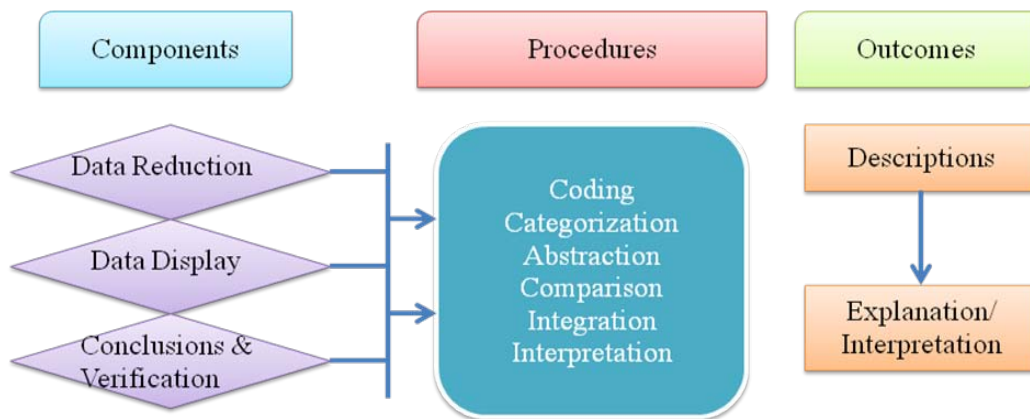 Components
Procedures
Outcomes
Data Reduction
Data Display
Conclusions &
Verification
Coding
Categorization
Abstraction
Comparison
Integration
Interpretation
Descriptions
Explanation/
Interpretation